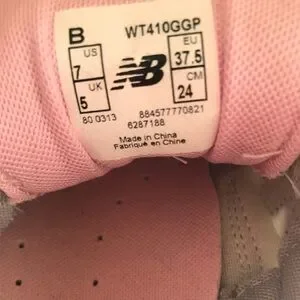 B WT410GGP
US 7 EU 37.5
UK 5 NB CM 24
80 0313 884577770821
6287188
Made in China
Fabriqué en Chine